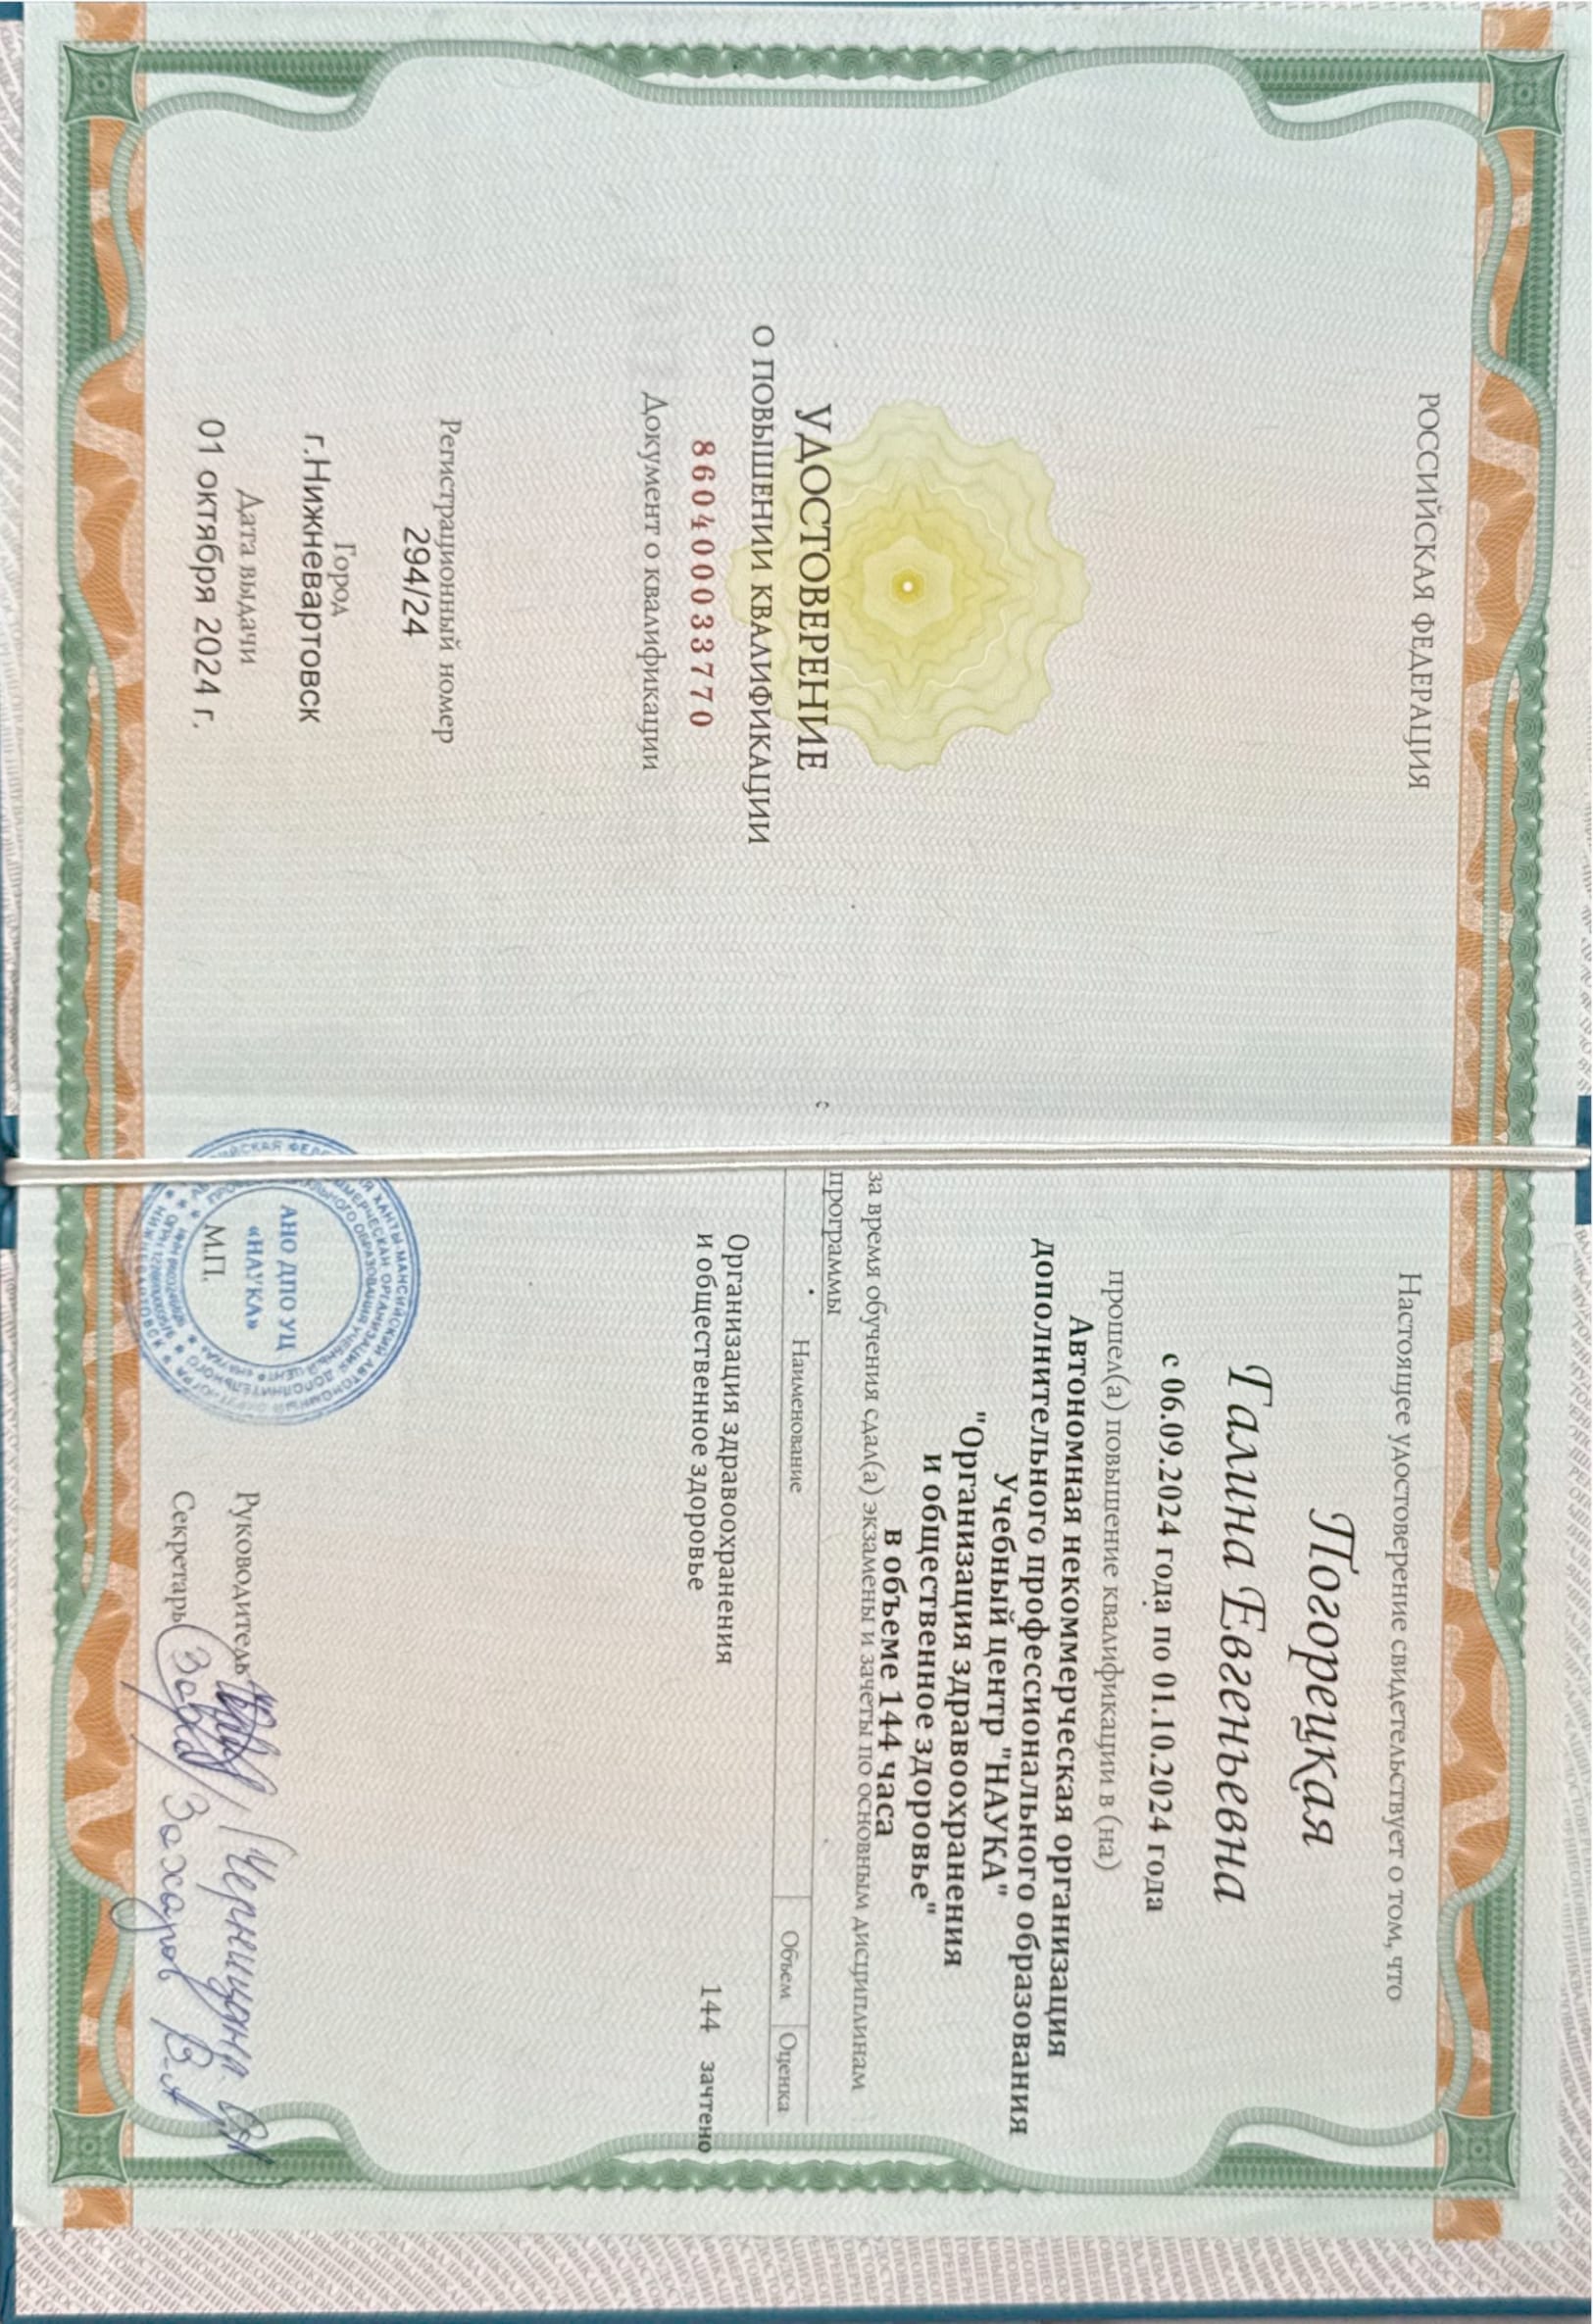 РОССИЙСКАЯ ФЕДЕРАЦИЯ
УДОСТОВЕРЕНИЕ
О ПОВЫШЕНИИ КВАЛИФИКАЦИИ
860400033770
Документ о квалификации
Регистрационный номер
294/24
Город
г.Нижневартовск
Дата выдачи
01 октября 2024 г.
Настоящее удостоверение свидетельствует о том, что
Погорецкая
Галина Евгеньевна
с 06.09.2024 года по 01.10.2024 года
прошел(а) повышение квалификации в (на)
Автономная некоммерческая организация
дополнительного профессионального образования
Учебный центр "НАУКА"
"Организация здравоохранения
и общественное здоровье"
в объеме 144 часа
за время обучения сдал(а) экзамены и зачеты по основным дисциплинам
программы
Наименование Объем Оценка
Организация здравоохранения
и общественное здоровье 144 зачтено
АНО ДПО УЦ
«НАУКА»
М.П.
Руководитель
Секретарь Захаров В.А